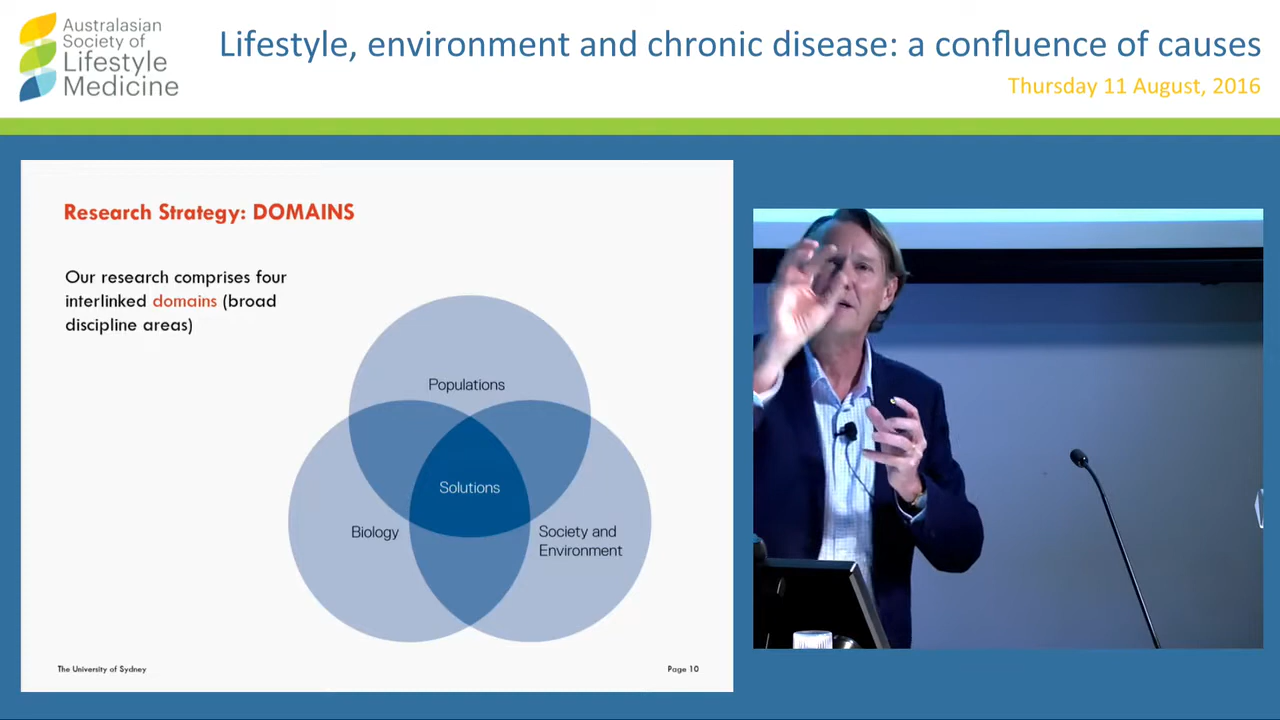 Australasian
Society of
Lifestyle
Medicine
Lifestyle, environment and chronic disease: a confluence of causes
Thursday 11 August, 2016
Research Strategy: DOMAINS
Our research comprises four
interlinked domains (broad
discipline areas)
Populations
Solutions
Biology
Society and
Environment
The University of Sydney
Page 10